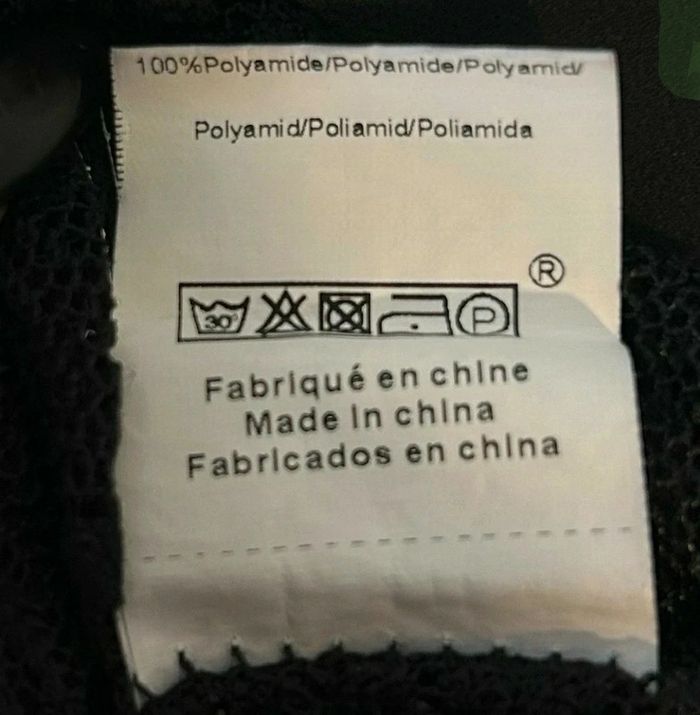 100%Polyamide/Polyamide/Polyamid/
Polyamid/Poliamid/Poliamida
®
30° P
Fabriqué en chine
Made in china
Fabricados en china